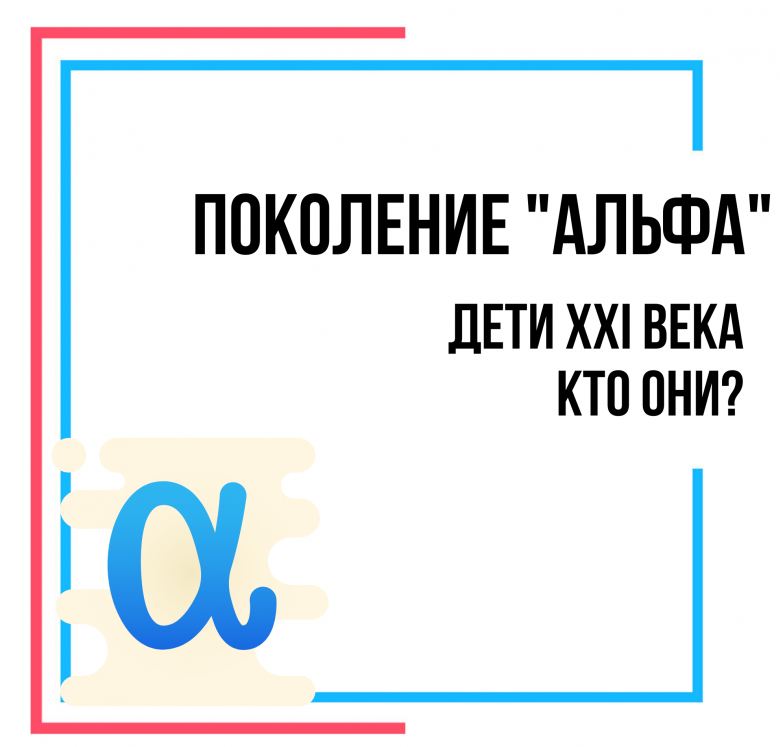 ПОКОЛЕНИЕ "АЛЬФА"
ДЕТИ XXI ВЕКА
КТО ОНИ?
α